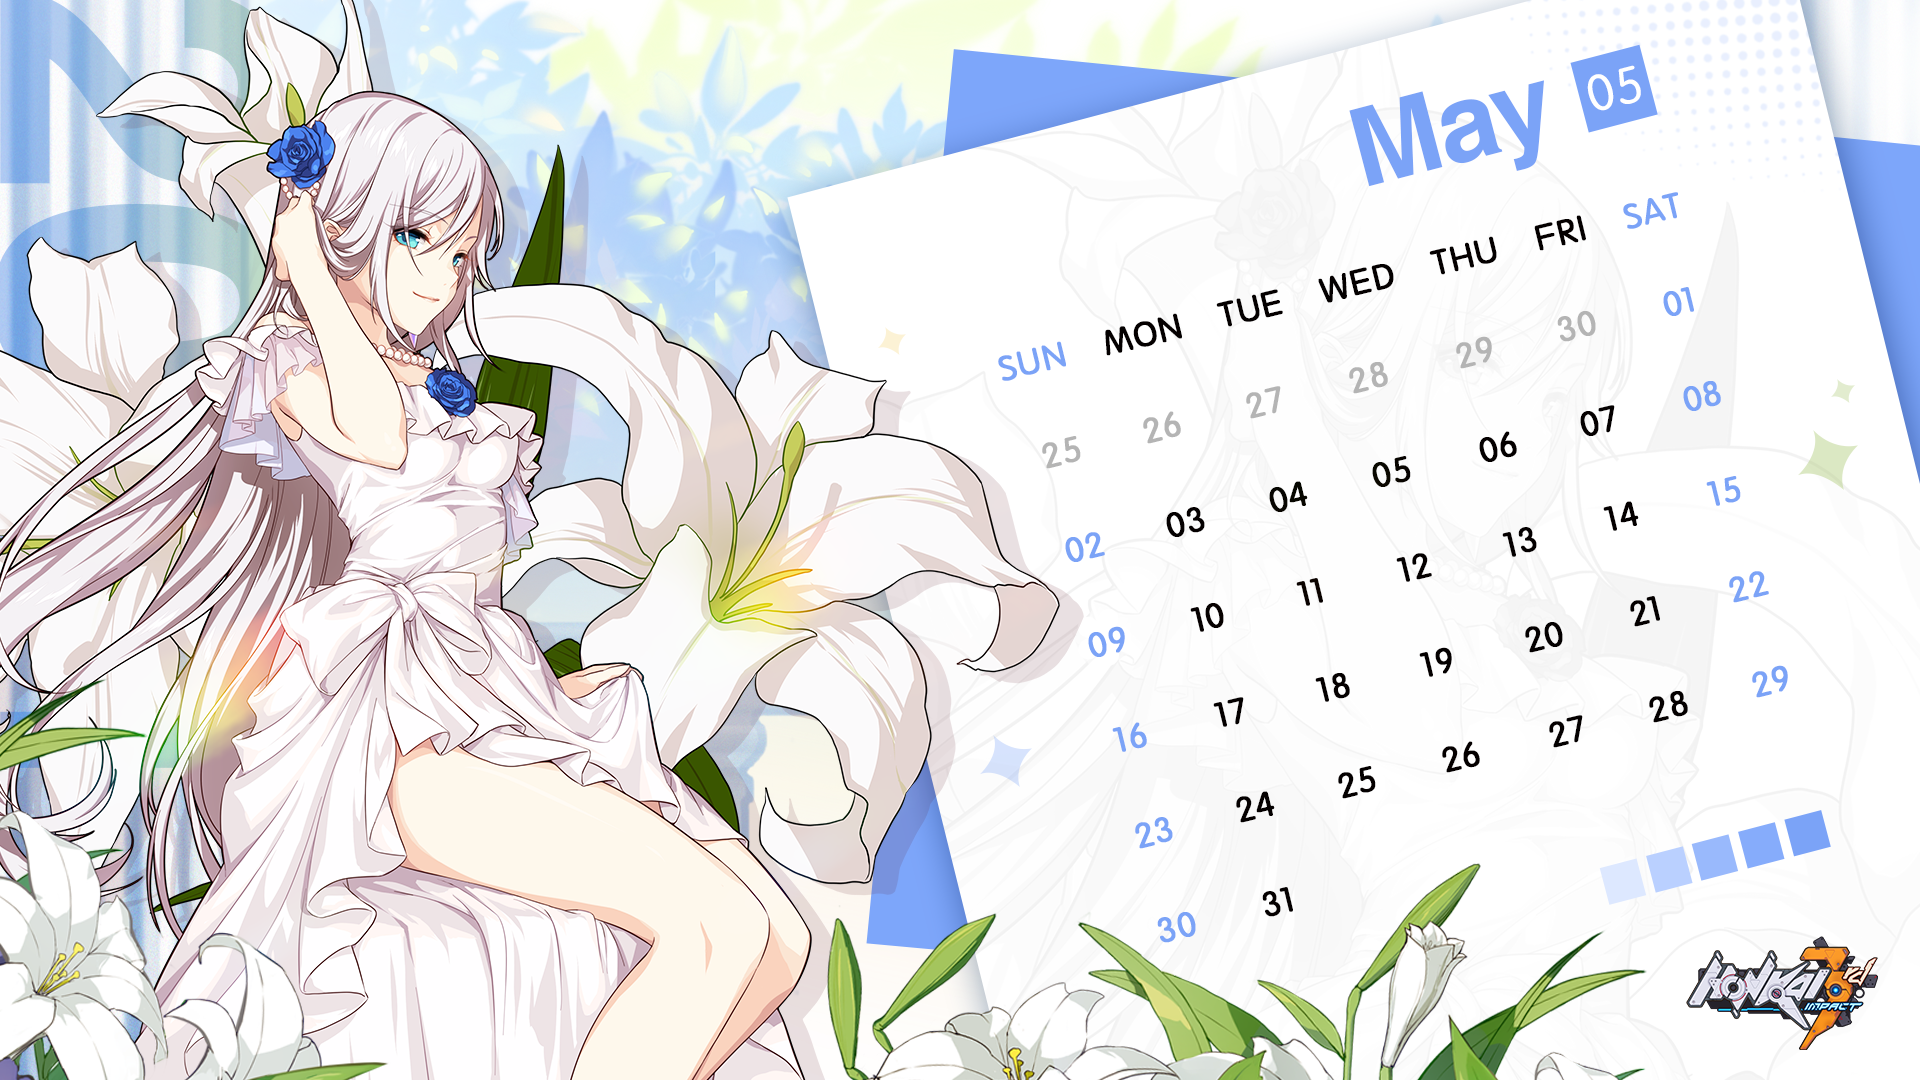 May 05
SUN MON TUE WED THU FRI SAT
25 26 27 28 29 30 01
02 03 04 05 06 07 08
09 10 11 12 13 14 15
16 17 18 19 20 21 22
23 24 25 26 27 28 29
30 31
HONKAI 3rd
IMPACT